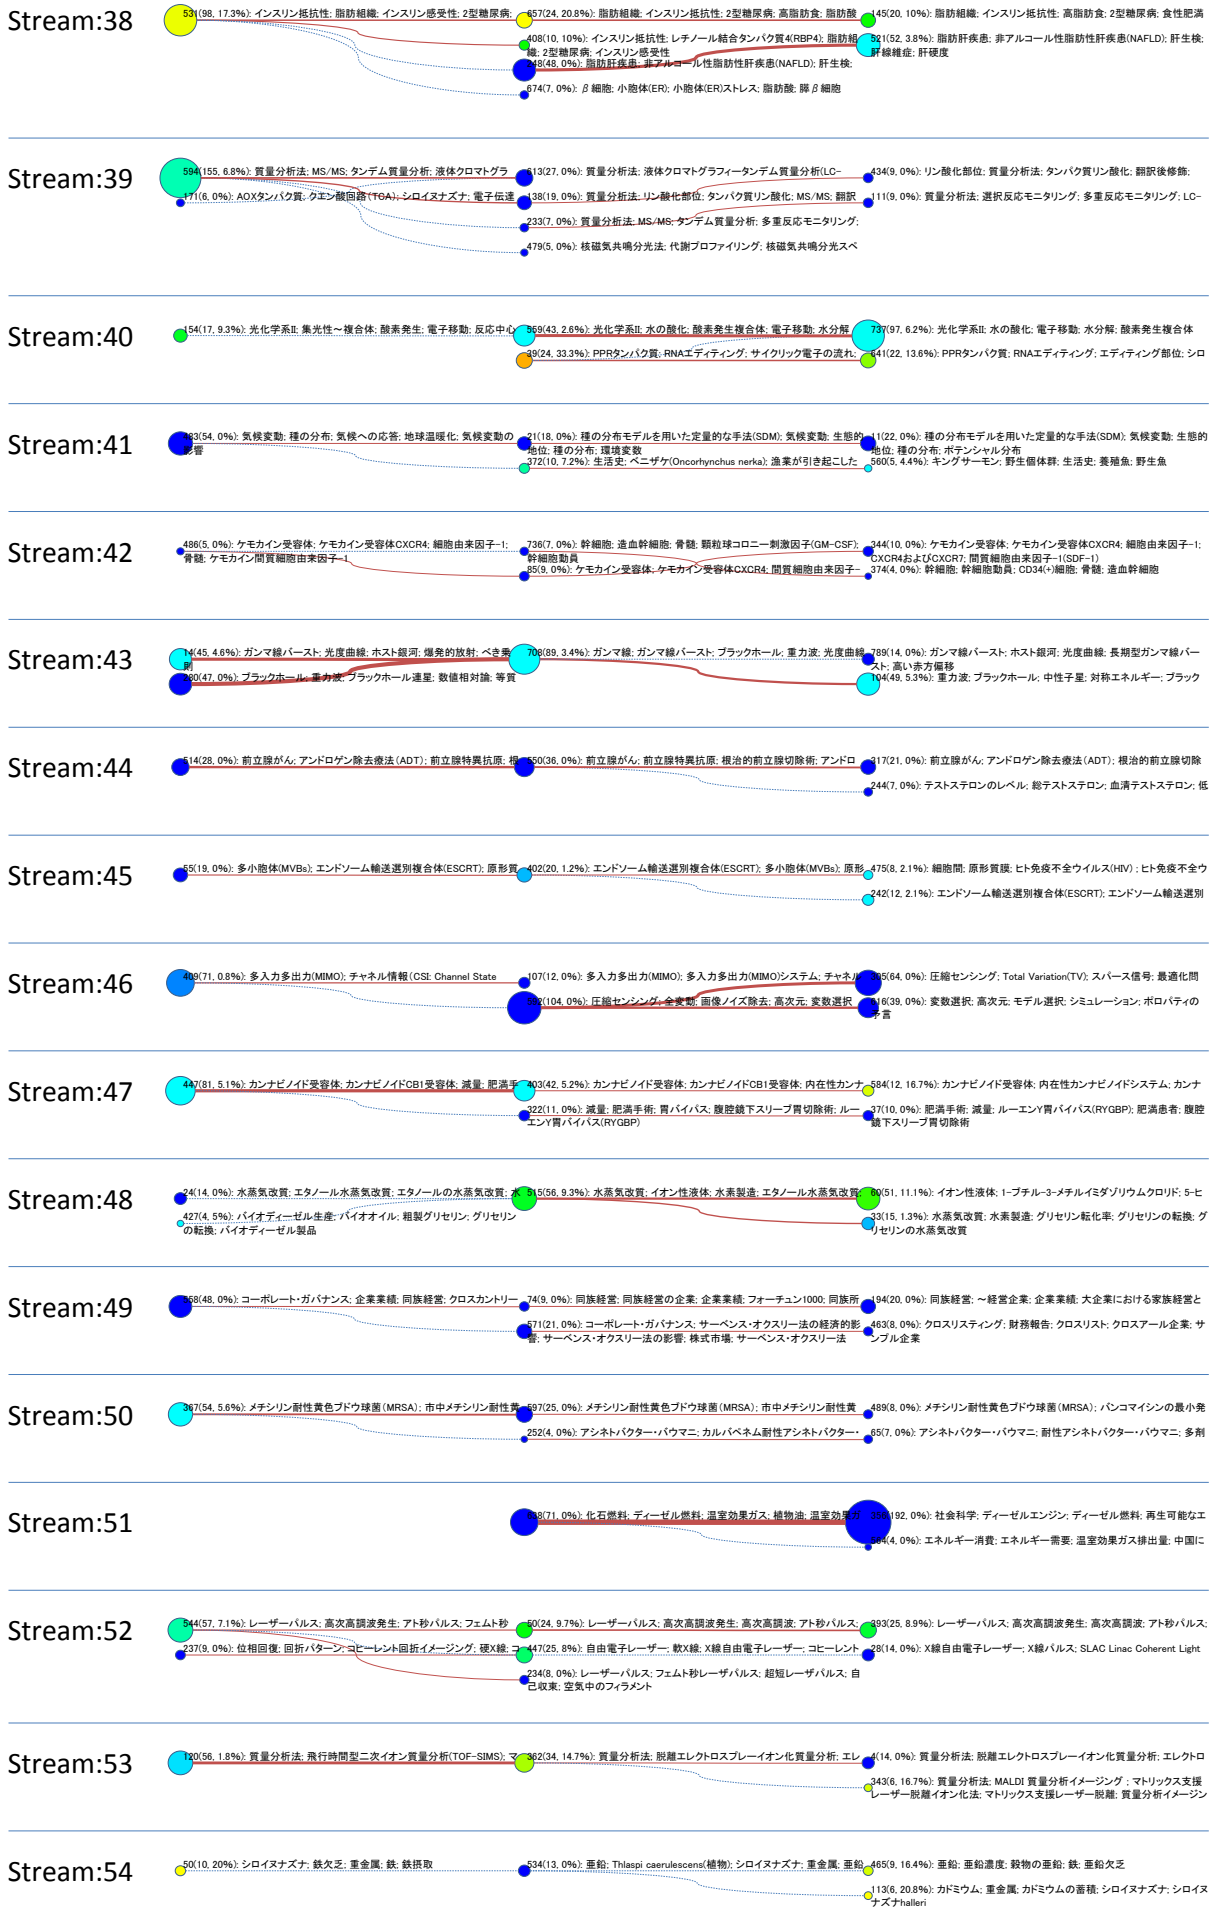 Stream:38
531(98, 17.3%): インスリン抵抗性; 脂肪組織; インスリン感受性; 2型糖尿病;
657(24, 20.8%): 脂肪組織; インスリン抵抗性; 2型糖尿病; 高脂肪食; 脂肪酸
145(20, 10%): 脂肪組織; インスリン抵抗性; 高脂肪食; 2型糖尿病; 食性肥満
408(10, 10%): インスリン抵抗性; レチノール結合タンパク質4(RBP4); 脂肪組
織; 2型糖尿病; インスリン感受性
521(52, 3.8%): 脂肪肝疾患; 非アルコール性脂肪性肝疾患(NAFLD); 肝生検;
肝線維症; 肝硬度
248(48, 0%): 脂肪肝疾患; 非アルコール性脂肪性肝疾患(NAFLD); 肝生検;
674(7, 0%): β細胞; 小胞体(ER); 小胞体(ER)ストレス; 脂肪酸; 膵β細胞
Stream:39
594(155, 6.8%): 質量分析法; MS/MS; タンデム質量分析; 液体クロマトグラ
613(27, 0%): 質量分析法; 液体クロマトグラフィータンデム質量分析(LC-
434(9, 0%): リン酸化部位; 質量分析法; タンパク質リン酸化; 翻訳後修飾;
171(6, 0%): AOXタンパク質; クエン酸回路(TCA); シロイヌナズナ; 電子伝達
138(19, 0%): 質量分析法; リン酸化部位; タンパク質リン酸化; MS/MS; 翻訳
111(9, 0%): 質量分析法; 選択反応モニタリング; 多重反応モニタリング; LC-
233(7, 0%): 質量分析法; MS/MS; タンデム質量分析; 多重反応モニタリング;
479(5, 0%): 核磁気共鳴分光法; 代謝プロファイリング; 核磁気共鳴分光スペ
Stream:40
154(17, 9.3%): 光化学系II; 集光性～複合体; 酸素発生; 電子移動; 反応中心
559(43, 2.6%): 光化学系II; 水の酸化; 酸素発生複合体; 電子移動; 水分解
737(97, 6.2%): 光化学系II; 水の酸化; 電子移動; 水分解; 酸素発生複合体
39(24, 33.3%): PPRタンパク質; RNAエディティング; サイクリック電子の流れ;
641(22, 13.6%): PPRタンパク質; RNAエディティング; エディティング部位; シロ
Stream:41
483(54, 0%): 気候変動; 種の分布; 気候への応答; 地球温暖化; 気候変動の
影響
21(18, 0%): 種の分布モデルを用いた定量的な手法(SDM); 気候変動; 生態的
地位; 種の分布; 環境変数
11(22, 0%): 種の分布モデルを用いた定量的な手法(SDM); 気候変動; 生態的
地位; 種の分布; ポテンシャル分布
372(10, 7.2%): 生活史; ベニザケ(Oncorhynchus nerka); 漁業が引き起こした
560(5, 4.4%): キングサーモン; 野生個体群; 生活史; 養殖魚; 野生魚
Stream:42
486(5, 0%): ケモカイン受容体; ケモカイン受容体CXCR4; 細胞由来因子-1;
骨髄; ケモカイン間質細胞由来因子-1
736(7, 0%): 幹細胞; 造血幹細胞; 骨髄; 顆粒球コロニー刺激因子(GM-CSF);
幹細胞動員
344(10, 0%): ケモカイン受容体; ケモカイン受容体CXCR4; 細胞由来因子-1;
CXCR4およびCXCR7; 間質細胞由来因子-1(SDF-1)
85(9, 0%): ケモカイン受容体; ケモカイン受容体CXCR4; 間質細胞由来因子-
374(4, 0%): 幹細胞; 幹細胞動員; CD34(+)細胞; 骨髄; 造血幹細胞
Stream:43
14(45, 4.6%): ガンマ線バースト; 光度曲線; ホスト銀河; 爆発的放射; べき乗
則
708(89, 3.4%): ガンマ線; ガンマ線バースト; ブラックホール; 重力波; 光度曲線
789(14, 0%): ガンマ線バースト; ホスト銀河; 光度曲線; 長期型ガンマ線バー
スト; 高い赤方偏移
280(47, 0%): ブラックホール; 重力波; ブラックホール連星; 数値相対論; 等質
104(49, 5.3%): 重力波; ブラックホール; 中性子星; 対称エネルギー; ブラック
Stream:44
514(28, 0%): 前立腺がん; アンドロゲン除去療法(ADT); 前立腺特異抗原; 根
550(36, 0%): 前立腺がん; 前立腺特異抗原; 根治的前立腺切除術; アンドロ
317(21, 0%): 前立腺がん; アンドロゲン除去療法(ADT); 根治的前立腺切除
244(7, 0%): テストステロンのレベル; 総テストステロン; 血清テストステロン; 低
Stream:45
55(19, 0%): 多小胞体(MVBs); エンドソーム輸送選別複合体(ESCRT); 原形質
402(20, 1.2%): エンドソーム輸送選別複合体(ESCRT); 多小胞体(MVBs); 原形
475(8, 2.1%): 細胞間; 原形質膜; ヒト免疫不全ウイルス(HIV) ; ヒト免疫不全ウ
242(12, 2.1%): エンドソーム輸送選別複合体(ESCRT); エンドソーム輸送選別
Stream:46
409(71, 0.8%): 多入力多出力(MIMO); チャネル情報(CSI: Channel State
107(12, 0%): 多入力多出力(MIMO); 多入力多出力(MIMO)システム; チャネル
(64, 0%): 圧縮センシング; Total Variation(TV); スパース信号; 最適化問
(104, 0%): 圧縮センシング; 全変動; 画像ノイズ除去; 高次元; 変数選択
616(39, 0%): 変数選択; 高次元; モデル選択; シミュレーション; ポロパティの
予言
Stream:47
447(81, 5.1%): カンナビノイド受容体; カンナビノイドCB1受容体; 減量; 肥満手
403(42, 5.2%): カンナビノイド受容体; カンナビノイドCB1受容体; 内在性カンナ
584(12, 16.7%): カンナビノイド受容体; 内在性カンナビノイドシステム; カンナ
322(11, 0%): 減量; 肥満手術; 胃バイパス; 腹腔鏡下スリーブ胃切除術; ルー
エンY胃バイパス(RYGBP)
37(10, 0%): 肥満手術; 減量; ルーエンY胃バイパス(RYGBP); 肥満患者; 腹腔
鏡下スリーブ胃切除術
Stream:48
24(14, 0%): 水蒸気改質; エタノール水蒸気改質; エタノールの水蒸気改質; 水
515(56, 9.3%): 水蒸気改質; イオン性液体; 水素製造; エタノール水蒸気改質;
60(51, 11.1%): イオン性液体; 1-ブチル-3-メチルイミダゾリウムクロリド; 5-ヒ
427(4, 5%): バイオディーゼル生産; バイオオイル; 粗製グリセリン; グリセリン
の転換; バイオディーゼル製品
33(15, 1.3%): 水蒸気改質; 水素製造; グリセリン転化率; グリセリンの転換; グ
リセリンの水蒸気改質
Stream:49
558(48, 0%): コーポレート・ガバナンス; 企業業績; 同族経営; クロスカントリー
74(9, 0%): 同族経営; 同族経営の企業; 企業業績; フォーチュン1000; 同族所
194(20, 0%): 同族経営; ～経営企業; 企業業績; 大企業における家族経営と
571(21, 0%): コーポレート・ガバナンス; サーベンス・オクスリー法の経済的影
響; サーベンス・オクスリー法の影響; 株式市場; サーベンス・オクスリー法
463(8, 0%): クロスリスティング; 財務報告; クロスリスト; クロスアール企業; サ
ンプル企業
Stream:50
367(54, 5.6%): メチシリン耐性黄色ブドウ球菌(MRSA); 市中メチシリン耐性黄
597(25, 0%): メチシリン耐性黄色ブドウ球菌(MRSA); 市中メチシリン耐性黄
489(8, 0%): メチシリン耐性黄色ブドウ球菌(MRSA); バンコマイシンの最小発
252(4, 0%): アシネトバクター・バウマニ; カルバペネム耐性アシネトバクター・
65(7, 0%): アシネトバクター・バウマニ; 耐性アシネトバクター・バウマニ; 多剤
Stream:51
638(71, 0%): 化石燃料; ディーゼル燃料; 温室効果ガス; 植物油; 温室効果ガ
(192, 0%): 社会科学; ディーゼルエンジン; ディーゼル燃料; 再生可能なエ
(4, 0%): エネルギー消費; エネルギー需要; 温室効果ガス排出量; 中国に
Stream:52
544(57, 7.1%): レーザーパルス; 高次高調波発生; アト秒パルス; フェムト秒
50(24, 9.7%): レーザーパルス; 高次高調波発生; 高次高調波; アト秒パルス;
393(25, 8.9%): レーザーパルス; 高次高調波発生; 高次高調波; アト秒パルス;
237(9, 0%): 位相回復; 回折パターン; コヒーレント回折イメージング; 硬X線; コ
447(25, 8%): 自由電子レーザー; 軟X線; X線自由電子レーザー; コヒーレント
28(14, 0%): X線自由電子レーザー; X線パルス; SLAC Linac Coherent Light
234(8, 0%): レーザーパルス; フェムト秒レーザパルス; 超短レーザパルス; 自
己収束; 空気中のフィラメント
Stream:53
120(56, 1.8%): 質量分析法; 飛行時間型二次イオン質量分析(TOF-SIMS); マ
362(34, 14.7%): 質量分析法; 脱離エレクトロスプレーイオン化質量分析; エレ
4(14, 0%): 質量分析法; 脱離エレクトロスプレーイオン化質量分析; エレクトロ
343(6, 16.7%): 質量分析法; MALDI 質量分析イメージング ; マトリックス支援
レーザー脱離イオン化法; マトリックス支援レーザー脱離; 質量分析イメージン
Stream:54
50(10, 20%): シロイヌナズナ; 鉄欠乏; 重金属; 鉄; 鉄摂取
534(13, 0%): 亜鉛; Thlaspi caerulescens(植物); シロイヌナズナ; 重金属; 亜鉛
465(9, 16.4%): 亜鉛; 亜鉛濃度; 穀物の亜鉛; 鉄; 亜鉛欠乏
113(6, 20.8%): カドミウム; 重金属; カドミウムの蓄積; シロイヌナズナ; シロイヌ
ナズナhalleri